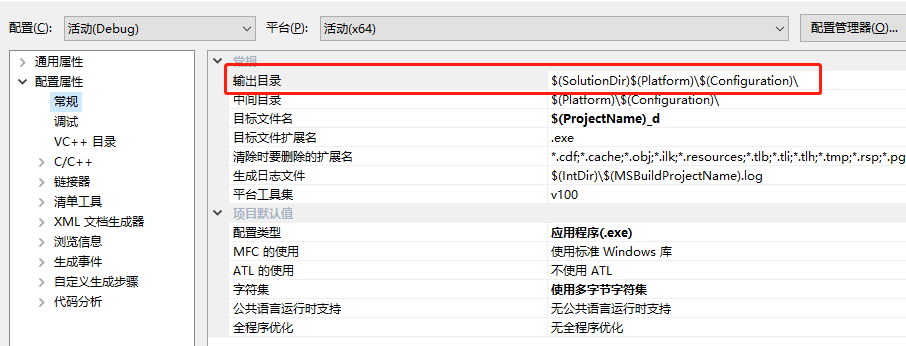 配置(C): 活动(Debug) 平台(P): 活动(x64) 配置管理器(O)...
通用属性
配置属性
常规
调试
VC++ 目录
C/C++
链接器
清单工具
XML 文档生成器
浏览信息
生成事件
自定义生成步骤
代码分析
常规
输出目录 $(SolutionDir)$(Platform)\$(Configuration)\
中间目录 $(Platform)\$(Configuration)\
目标文件名 $(ProjectName)_d
目标文件扩展名 .exe
清除时要删除的扩展名 *.cdf;*.cache;*.obj;*.ilk;*.resources;*.tlb;*.tli;*.tlh;*.tmp;*.rsp;*.pg
生成日志文件 $(IntDir)\$(MSBuildProjectName).log
平台工具集 v100
项目默认值
配置类型 应用程序(.exe)
MFC 的使用 使用标准 Windows 库
ATL 的使用 不使用 ATL
字符集 使用多字节字符集
公共语言运行时支持 无公共语言运行时支持
全程序优化 无全程序优化